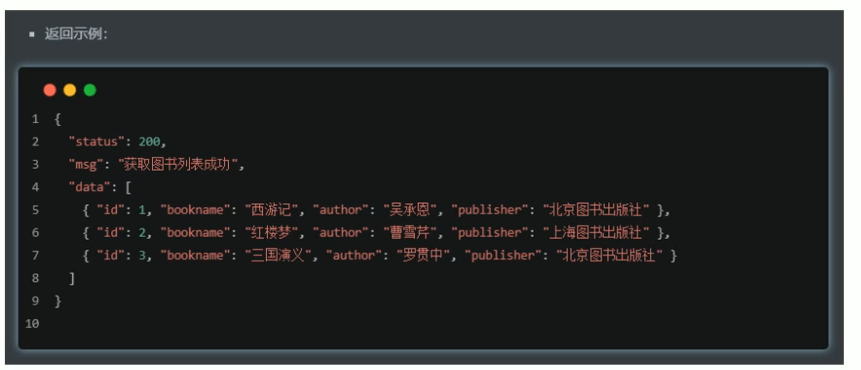 ▪ 返回示例：
1 {
2   "status": 200,
3   "msg": "获取图书列表成功",
4   "data": [
5     { "id": 1, "bookname": "西游记", "author": "吴承恩", "publisher": "北京图书出版社" },
6     { "id": 2, "bookname": "红楼梦", "author": "曹雪芹", "publisher": "上海图书出版社" },
7     { "id": 3, "bookname": "三国演义", "author": "罗贯中", "publisher": "北京图书出版社" }
8   ]
9 }
10